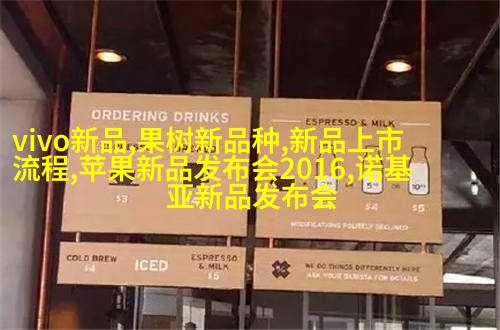 ORDERING DRINKS
ESPRESSO & MILK
vivo新品,果树新品种,新品上市
流程,苹果新品发布会2016,诺基
亚新品发布会
$3
$4
$5
MODIFICATIONS POLITELY DECLINED
COLD BREW
$4
ICED
ESPRESSO
& MILK
$5
WE DO THINGS DIFFERENTLY HERE
ASK YOUR BARISTA FOR DETAILS